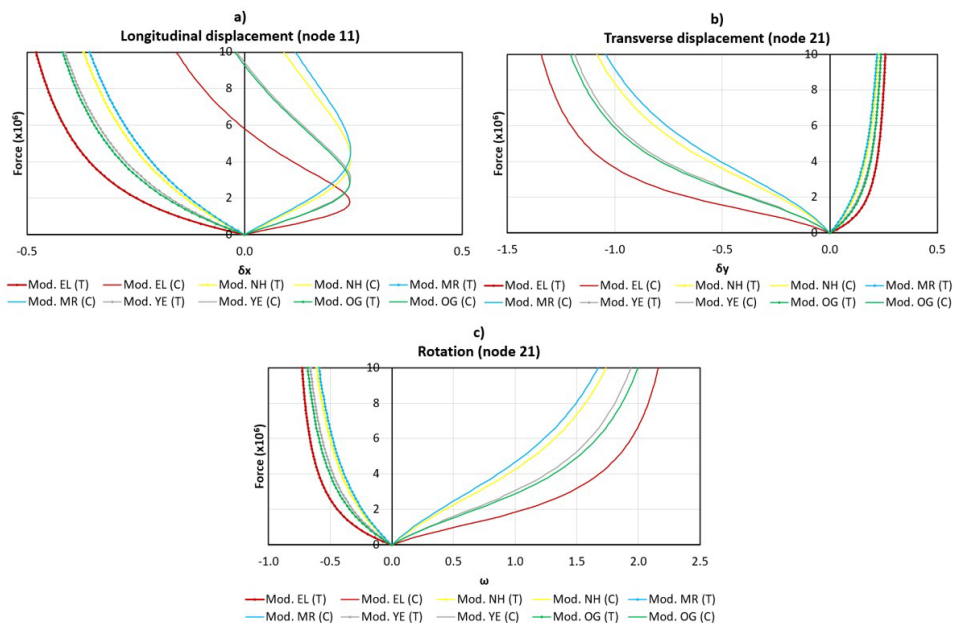 a)
Longitudinal displacement (node 11)
10
8
6
4
2
0
Force (x10⁶)
-0.5 0.0 0.5
δx
Mod. EL (T) Mod. EL (C) Mod. NH (T) Mod. NH (C) Mod. MR (T)
Mod. MR (C) Mod. YE (T) Mod. YE (C) Mod. OG (T) Mod. OG (C)
b)
Transverse displacement (node 21)
10
8
6
4
2
0
Force (x10⁶)
-1.5 -1.0 -0.5 0.0 0.5
δy
Mod. EL (T) Mod. EL (C) Mod. NH (T) Mod. NH (C) Mod. MR (T)
Mod. MR (C) Mod. YE (T) Mod. YE (C) Mod. OG (T) Mod. OG (C)
c)
Rotation (node 21)
10
8
6
4
2
0
Force (x10⁶)
-1.0 -0.5 0.0 0.5 1.0 1.5 2.0 2.5
ω
Mod. EL (T) Mod. EL (C) Mod. NH (T) Mod. NH (C) Mod. MR (T)
Mod. MR (C) Mod. YE (T) Mod. YE (C) Mod. OG (T) Mod. OG (C)